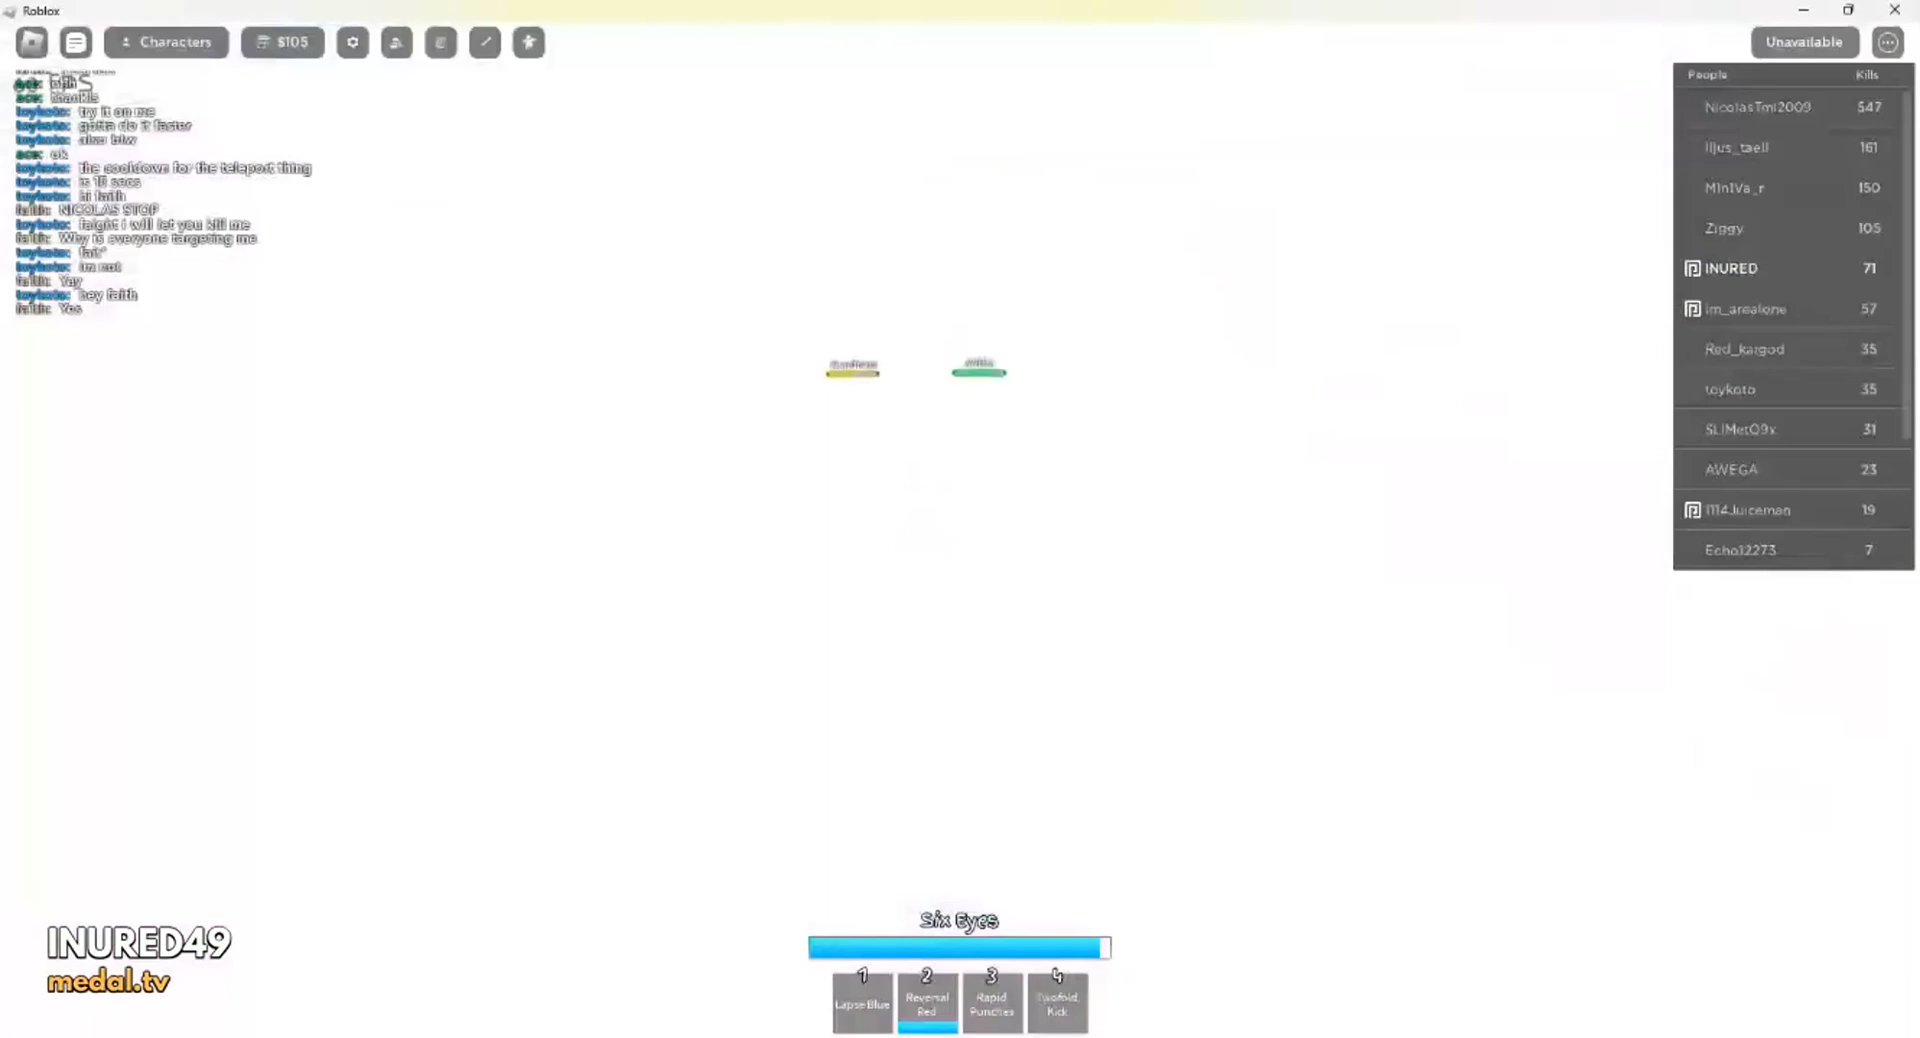 Roblox
Characters
$105
Unavailable
ace:
ace: thankls
toykoto: try it on me
toykoto: gotta do it faster
toykoto: also btw
ace: ok
toykoto: the cooldown for the teleport thing
toykoto: is 18 secs
toykoto: hi faith
faith: NICOLAS STOP
toykoto: faight i will let you kill me
faith: Why is everyone targeting me
toykoto: fait*
toykoto: im not
faith: Yay
toykoto: hey faith
faith: Yes
People Kills
NicolasTmi2009 547
161
150
Ziggy 105
INURED 71
im_arealone 57
Red_kargod 35
toykoto 35
SLIMetO9x 31
AWEGA 23
1114Juiceman 19
Echo12273 7
INURED49
medal.tv
Six Eyes
1 2 3 4
Lapse Blue
Reversal Red
Rapid Punches
Twofold Kick